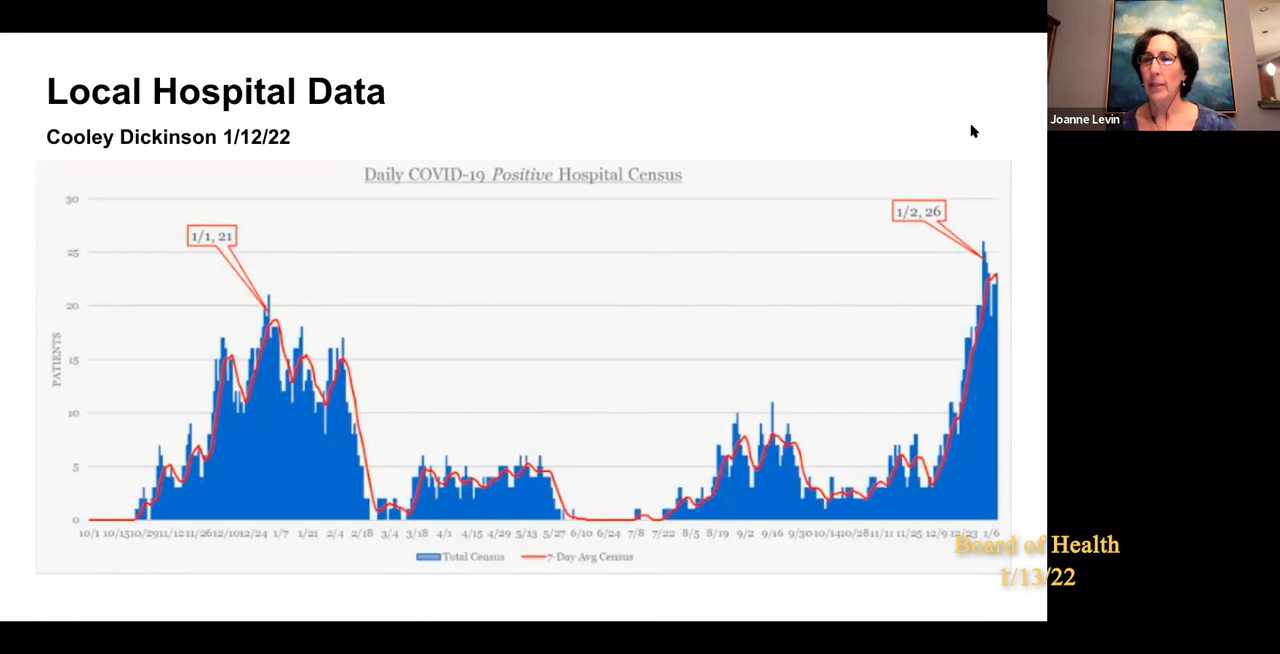 Local Hospital Data
Cooley Dickinson 1/12/22
Joanne Levin
Daily COVID-19 Positive Hospital Census
1/1, 21
1/2, 26
PATIENTS
30
25
20
15
10
5
0
10/1 10/15 10/29 11/12 11/26 12/10 12/24 1/7 1/21 2/4 2/18 3/4 3/18 4/1 4/15 4/29 5/13 5/27 6/10 6/24 7/8 7/22 8/5 8/19 9/2 9/16 9/30 10/14 10/28 11/11 11/25 12/9 12/23 1/6
Total Census 7-Day Avg Census
Board of Health
1/13/22